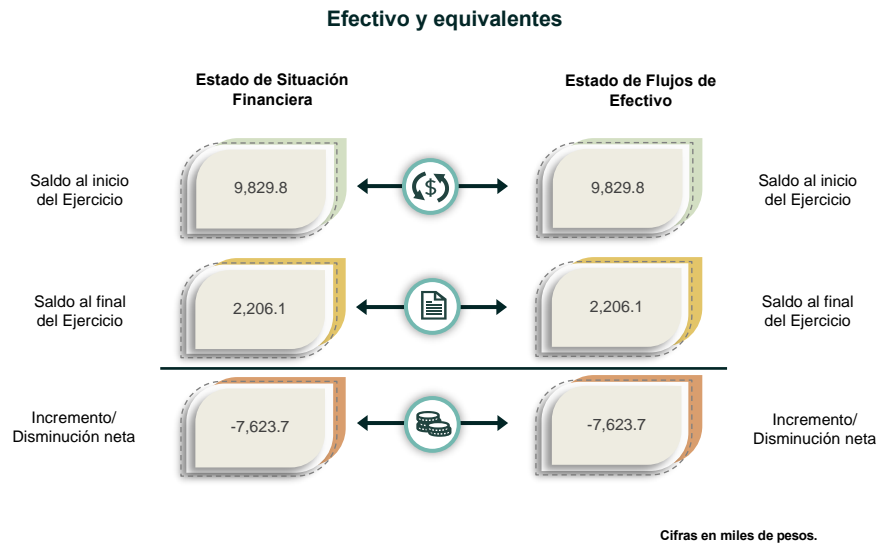 Efectivo y equivalentes
Estado de Situación
Financiera
Estado de Flujos de
Efectivo
Saldo al inicio
del Ejercicio
9,829.8
$
9,829.8
Saldo al inicio
del Ejercicio
Saldo al final
del Ejercicio
2,206.1
2,206.1
Saldo al final
del Ejercicio
Incremento/
Disminución neta
-7,623.7
-7,623.7
Incremento/
Disminución neta
Cifras en miles de pesos.